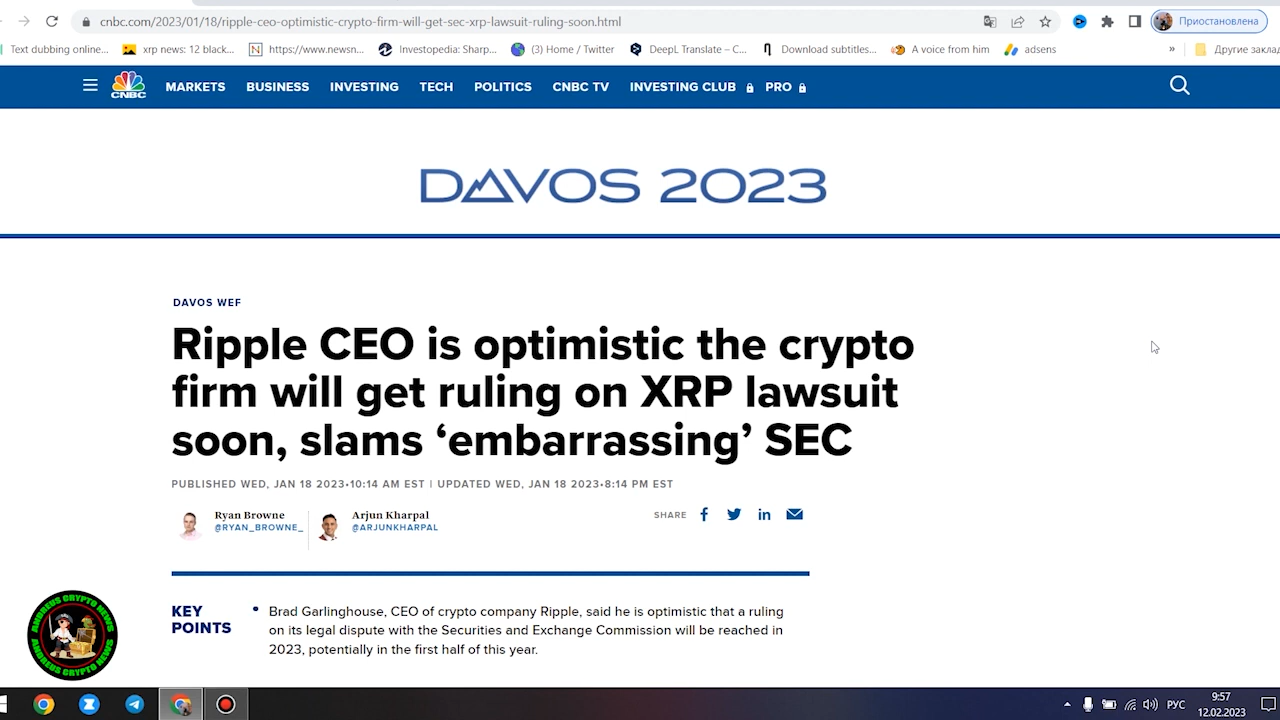 cnbc.com/2023/01/18/ripple-ceo-optimistic-crypto-firm-will-get-sec-xrp-lawsuit-ruling-soon.html
Приостановлена
Text dubbing online...
xrp news: 12 black...
https://www.newsn...
Investopedia: Sharp...
(3) Home / Twitter
DeepL Translate – C...
Download subtitles...
A voice from him
adsens
»
Другие заклад
CNBC
MARKETS
BUSINESS
INVESTING
TECH
POLITICS
CNBC TV
INVESTING CLUB
PRO
DAVOS 2023
DAVOS WEF
Ripple CEO is optimistic the crypto
firm will get ruling on XRP lawsuit
soon, slams ‘embarrassing’ SEC
PUBLISHED WED, JAN 18 2023•10:14 AM EST | UPDATED WED, JAN 18 2023•8:14 PM EST
Ryan Browne
@RYAN_BROWNE_
Arjun Kharpal
@ARJUNKHARPAL
SHARE
KEY
POINTS
• Brad Garlinghouse, CEO of crypto company Ripple, said he is optimistic that a ruling
on its legal dispute with the Securities and Exchange Commission will be reached in
2023, potentially in the first half of this year.
ANDREUS CRYPTO NEWS
ANDREUS CRYPTO NEWS
РУС
9:57
12.02.2023